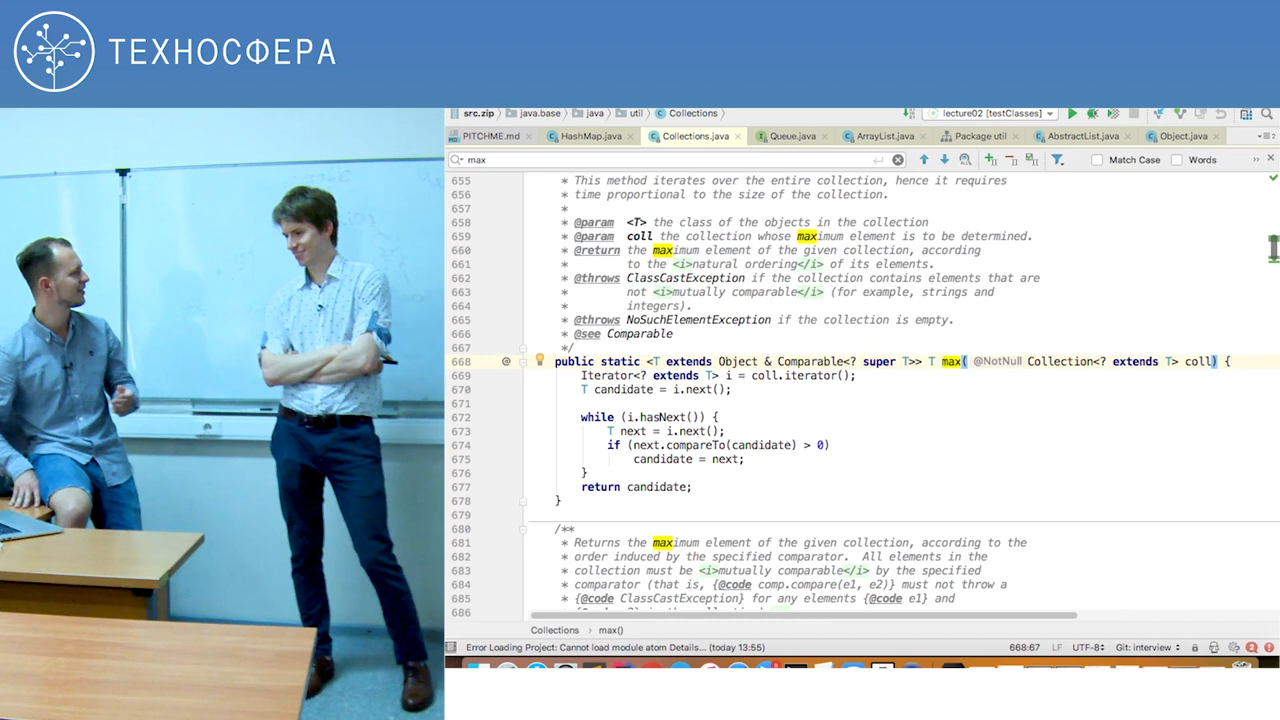 ТЕХНОСФЕРА
src.zip java.base java util Collections lecture02 [testClasses]
PITCHME.md HashMap.java Collections.java Queue.java ArrayList.java Package util AbstractList.java Object.java
max Match Case Words
655 * This method iterates over the entire collection, hence it requires
656 * time proportional to the size of the collection.
657 *
658 * @param <T> the class of the objects in the collection
659 * @param coll the collection whose maximum element is to be determined.
660 * @return the maximum element of the given collection, according
661 * to the <i>natural ordering</i> of its elements.
662 * @throws ClassCastException if the collection contains elements that are
663 * not <i>mutually comparable</i> (for example, strings and
664 * integers).
665 * @throws NoSuchElementException if the collection is empty.
666 * @see Comparable
667 */
668 @ public static <T extends Object & Comparable<? super T>> T max( @NotNull Collection<? extends T> coll) {
669 Iterator<? extends T> i = coll.iterator();
670 T candidate = i.next();
671
672 while (i.hasNext()) {
673 T next = i.next();
674 if (next.compareTo(candidate) > 0)
675 candidate = next;
676 }
677 return candidate;
678 }
679
680 /**
681 * Returns the maximum element of the given collection, according to the
682 * order induced by the specified comparator. All elements in the
683 * collection must be <i>mutually comparable</i> by the specified
684 * comparator (that is, {@code comp.compare(e1, e2)} must not throw a
685 * {@code ClassCastException} for any elements {@code e1} and
686
Collections › max()
Error Loading Project: Cannot load module atom Details... (today 13:55) 668:67 LF UTF-8 Git: interview